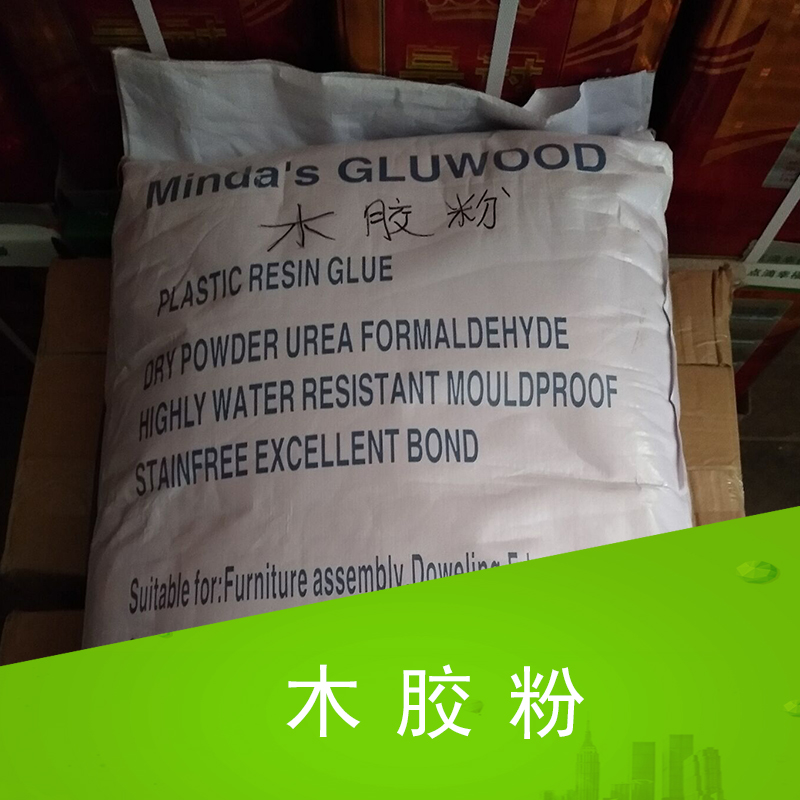 Minda's GLUWOOD
木胶粉
PLASTIC RESIN GLUE
DRY POWDER UREA FORMALDEHYDE
HIGHLY WATER RESISTANT MOULDPROOF
STAINFREE EXCELLENT BOND
Suitable for:Furniture assembly,Doweling,
木胶粉